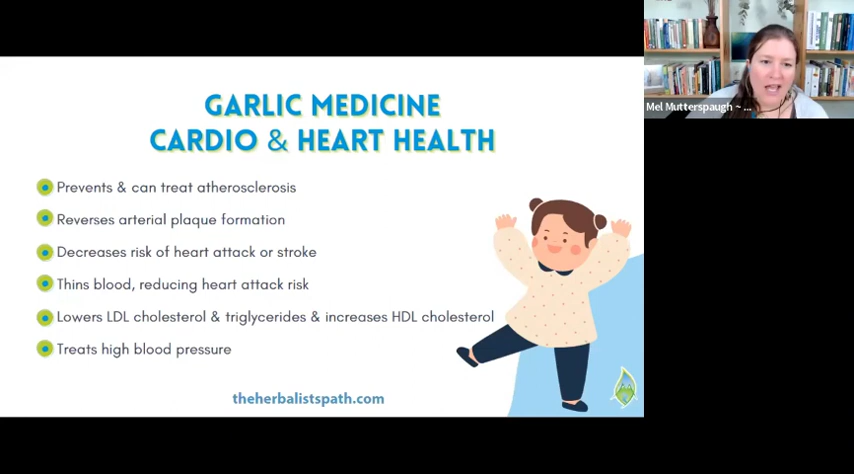 GARLIC MEDICINE
CARDIO & HEART HEALTH
Prevents & can treat atherosclerosis
Reverses arterial plaque formation
Decreases risk of heart attack or stroke
Thins blood, reducing heart attack risk
Lowers LDL cholesterol & triglycerides & increases HDL cholesterol
Treats high blood pressure
theherbalistspath.com
Mel Mutterspaugh ~ ...